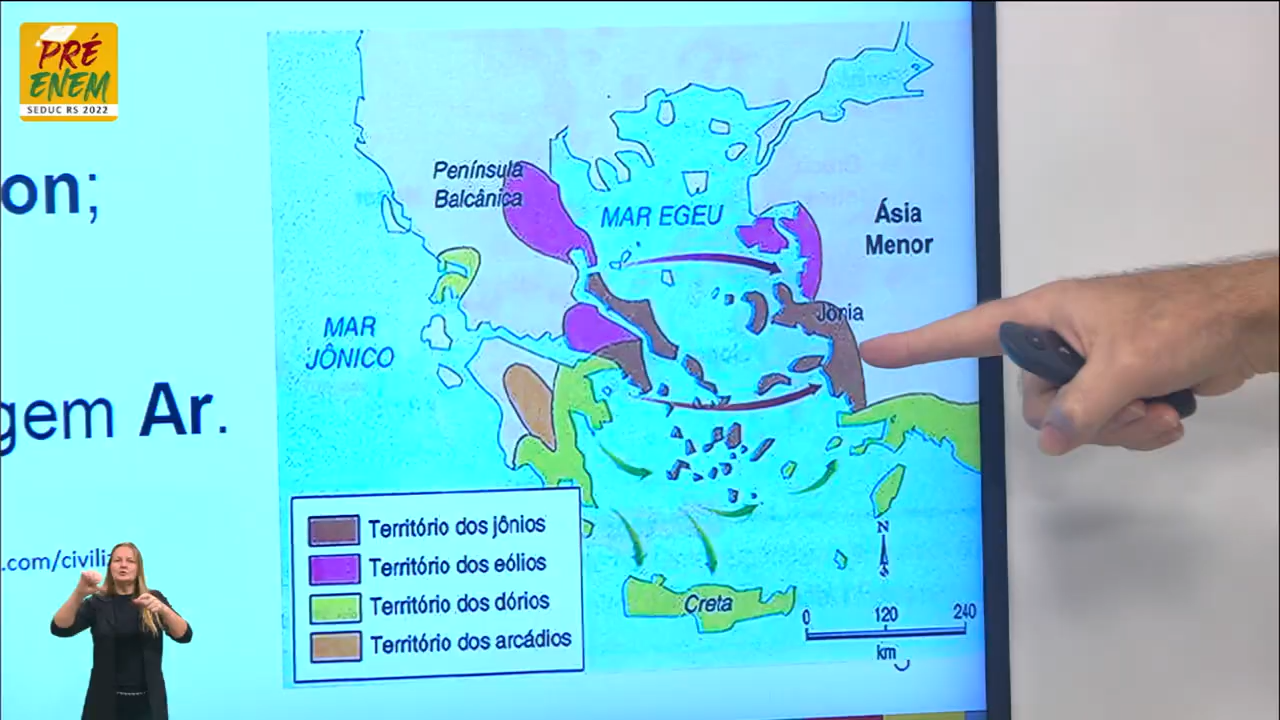 PRÉ
ENEM
SEDUC RS 2022
on;
gem Ar.
.com/civiliz
Península
Balcânica
MAR EGEU
Ásia
Menor
Jônia
MAR
JÔNICO
Território dos jônios
Território dos eólios
Território dos dórios
Território dos arcádios
Creta
N
0 120 240
km